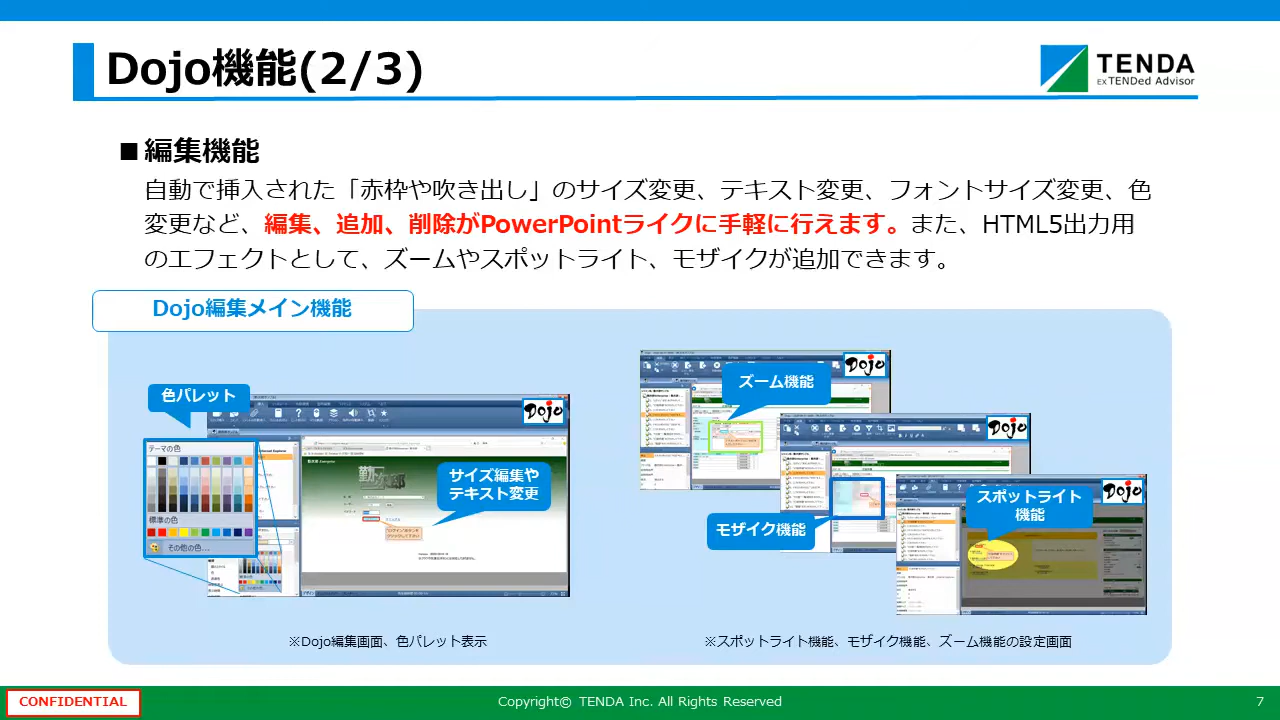 Dojo機能(2/3)
TENDA
exTENDed Advisor
■編集機能
自動で挿入された「赤枠や吹き出し」のサイズ変更、テキスト変更、フォントサイズ変更、色
変更など、編集、追加、削除がPowerPointライクに手軽に行えます。また、HTML5出力用
のエフェクトとして、ズームやスポットライト、モザイクが追加できます。
Dojo編集メイン機能
色パレット
Dojo
テーマの色
標準の色
その他の色...
サイズ編集や
テキスト変更
ズーム機能
Dojo
Dojo
モザイク機能
スポットライト
機能
Dojo
※Dojo編集画面、色パレット表示
※スポットライト機能、モザイク機能、ズーム機能の設定画面
CONFIDENTIAL
Copyright© TENDA Inc. All Rights Reserved
7